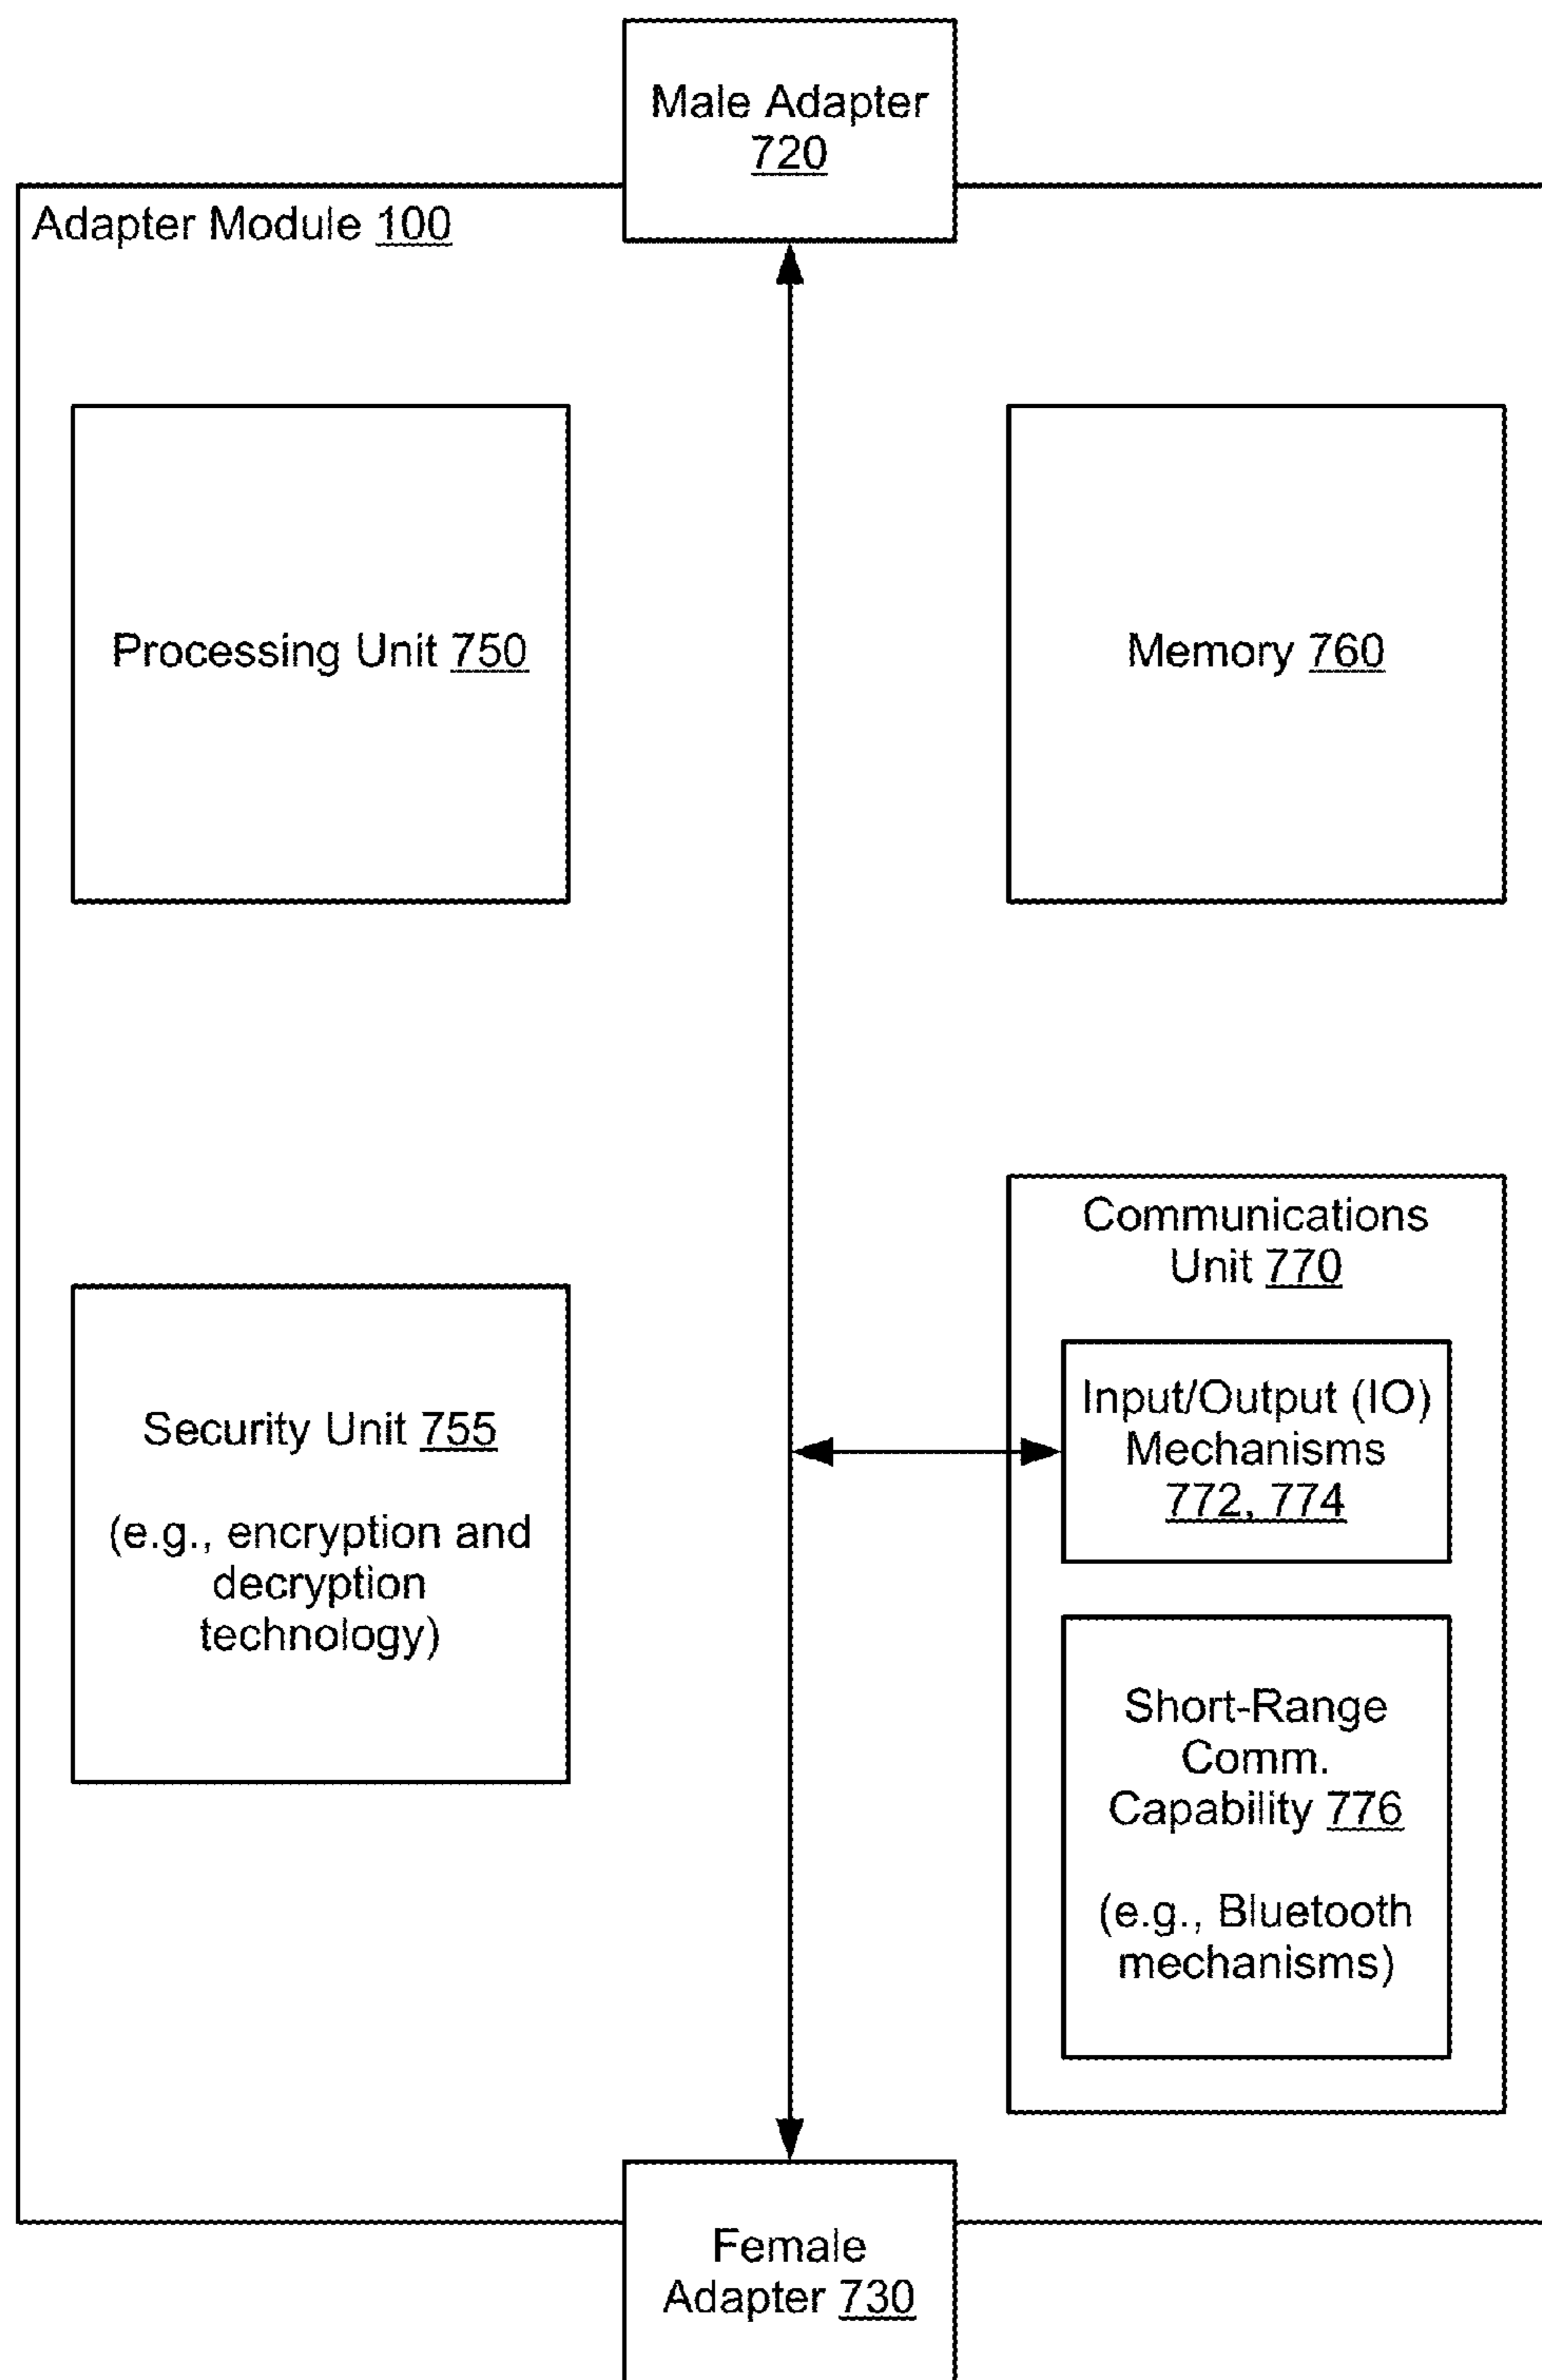 Male Adapter
720
Adapter Module 100
Processing Unit 750
Memory 760
Communications
Unit 770
Input/Output (IO)
Mechanisms
772, 774
Security Unit 755
(e.g., encryption and
decryption
technology)
Short-Range
Comm.
Capability 776
(e.g., Bluetooth
mechanisms)
Female
Adapter 730